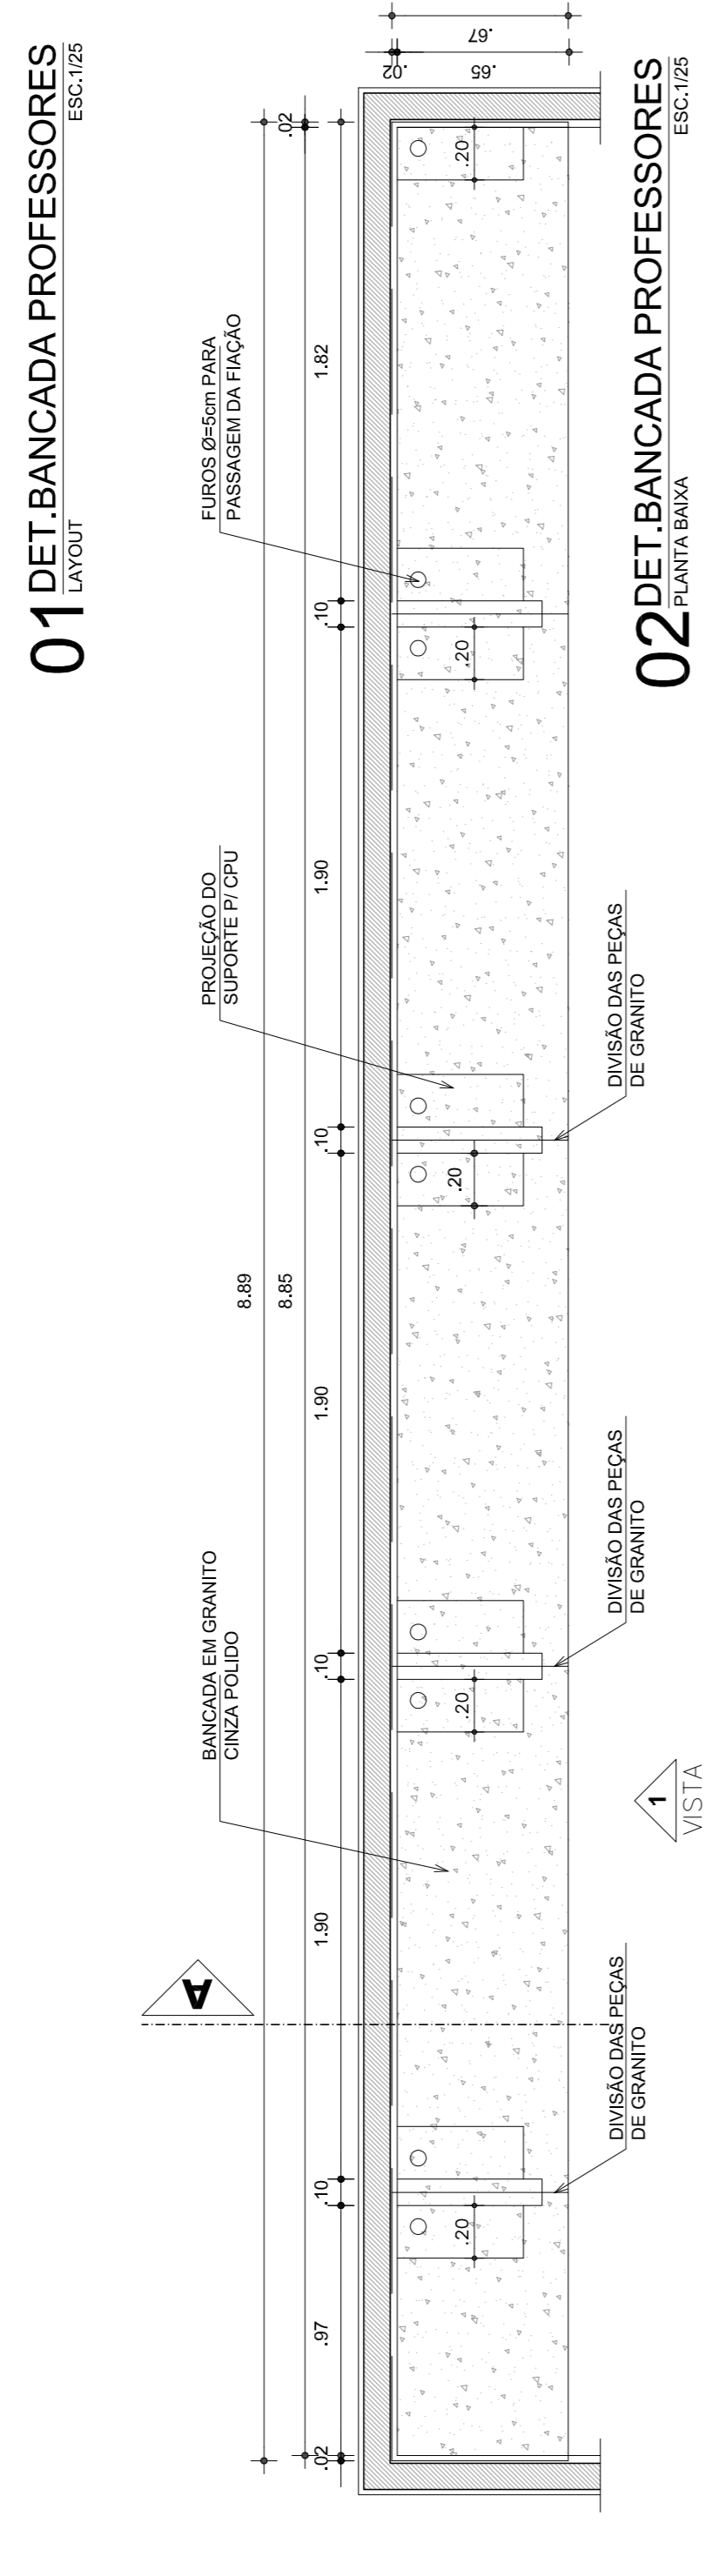 01 DET.BANCADA PROFESSORES
LAYOUT
ESC.1/25
8.89
8.85
.02
.02
.97
.10
1.90
.10
1.90
.10
1.90
.10
1.82
A
BANCADA EM GRANITO
CINZA POLIDO
PROJEÇÃO DO
SUPORTE P/ CPU
FUROS Ø=5cm PARA
PASSAGEM DA FIAÇÃO
.20
.20
.20
.20
.20
.02
.65
.67
DIVISÃO DAS PEÇAS
DE GRANITO
DIVISÃO DAS PEÇAS
DE GRANITO
DIVISÃO DAS PEÇAS
DE GRANITO
1
VISTA
02 DET.BANCADA PROFESSORES
PLANTA BAIXA
ESC.1/25